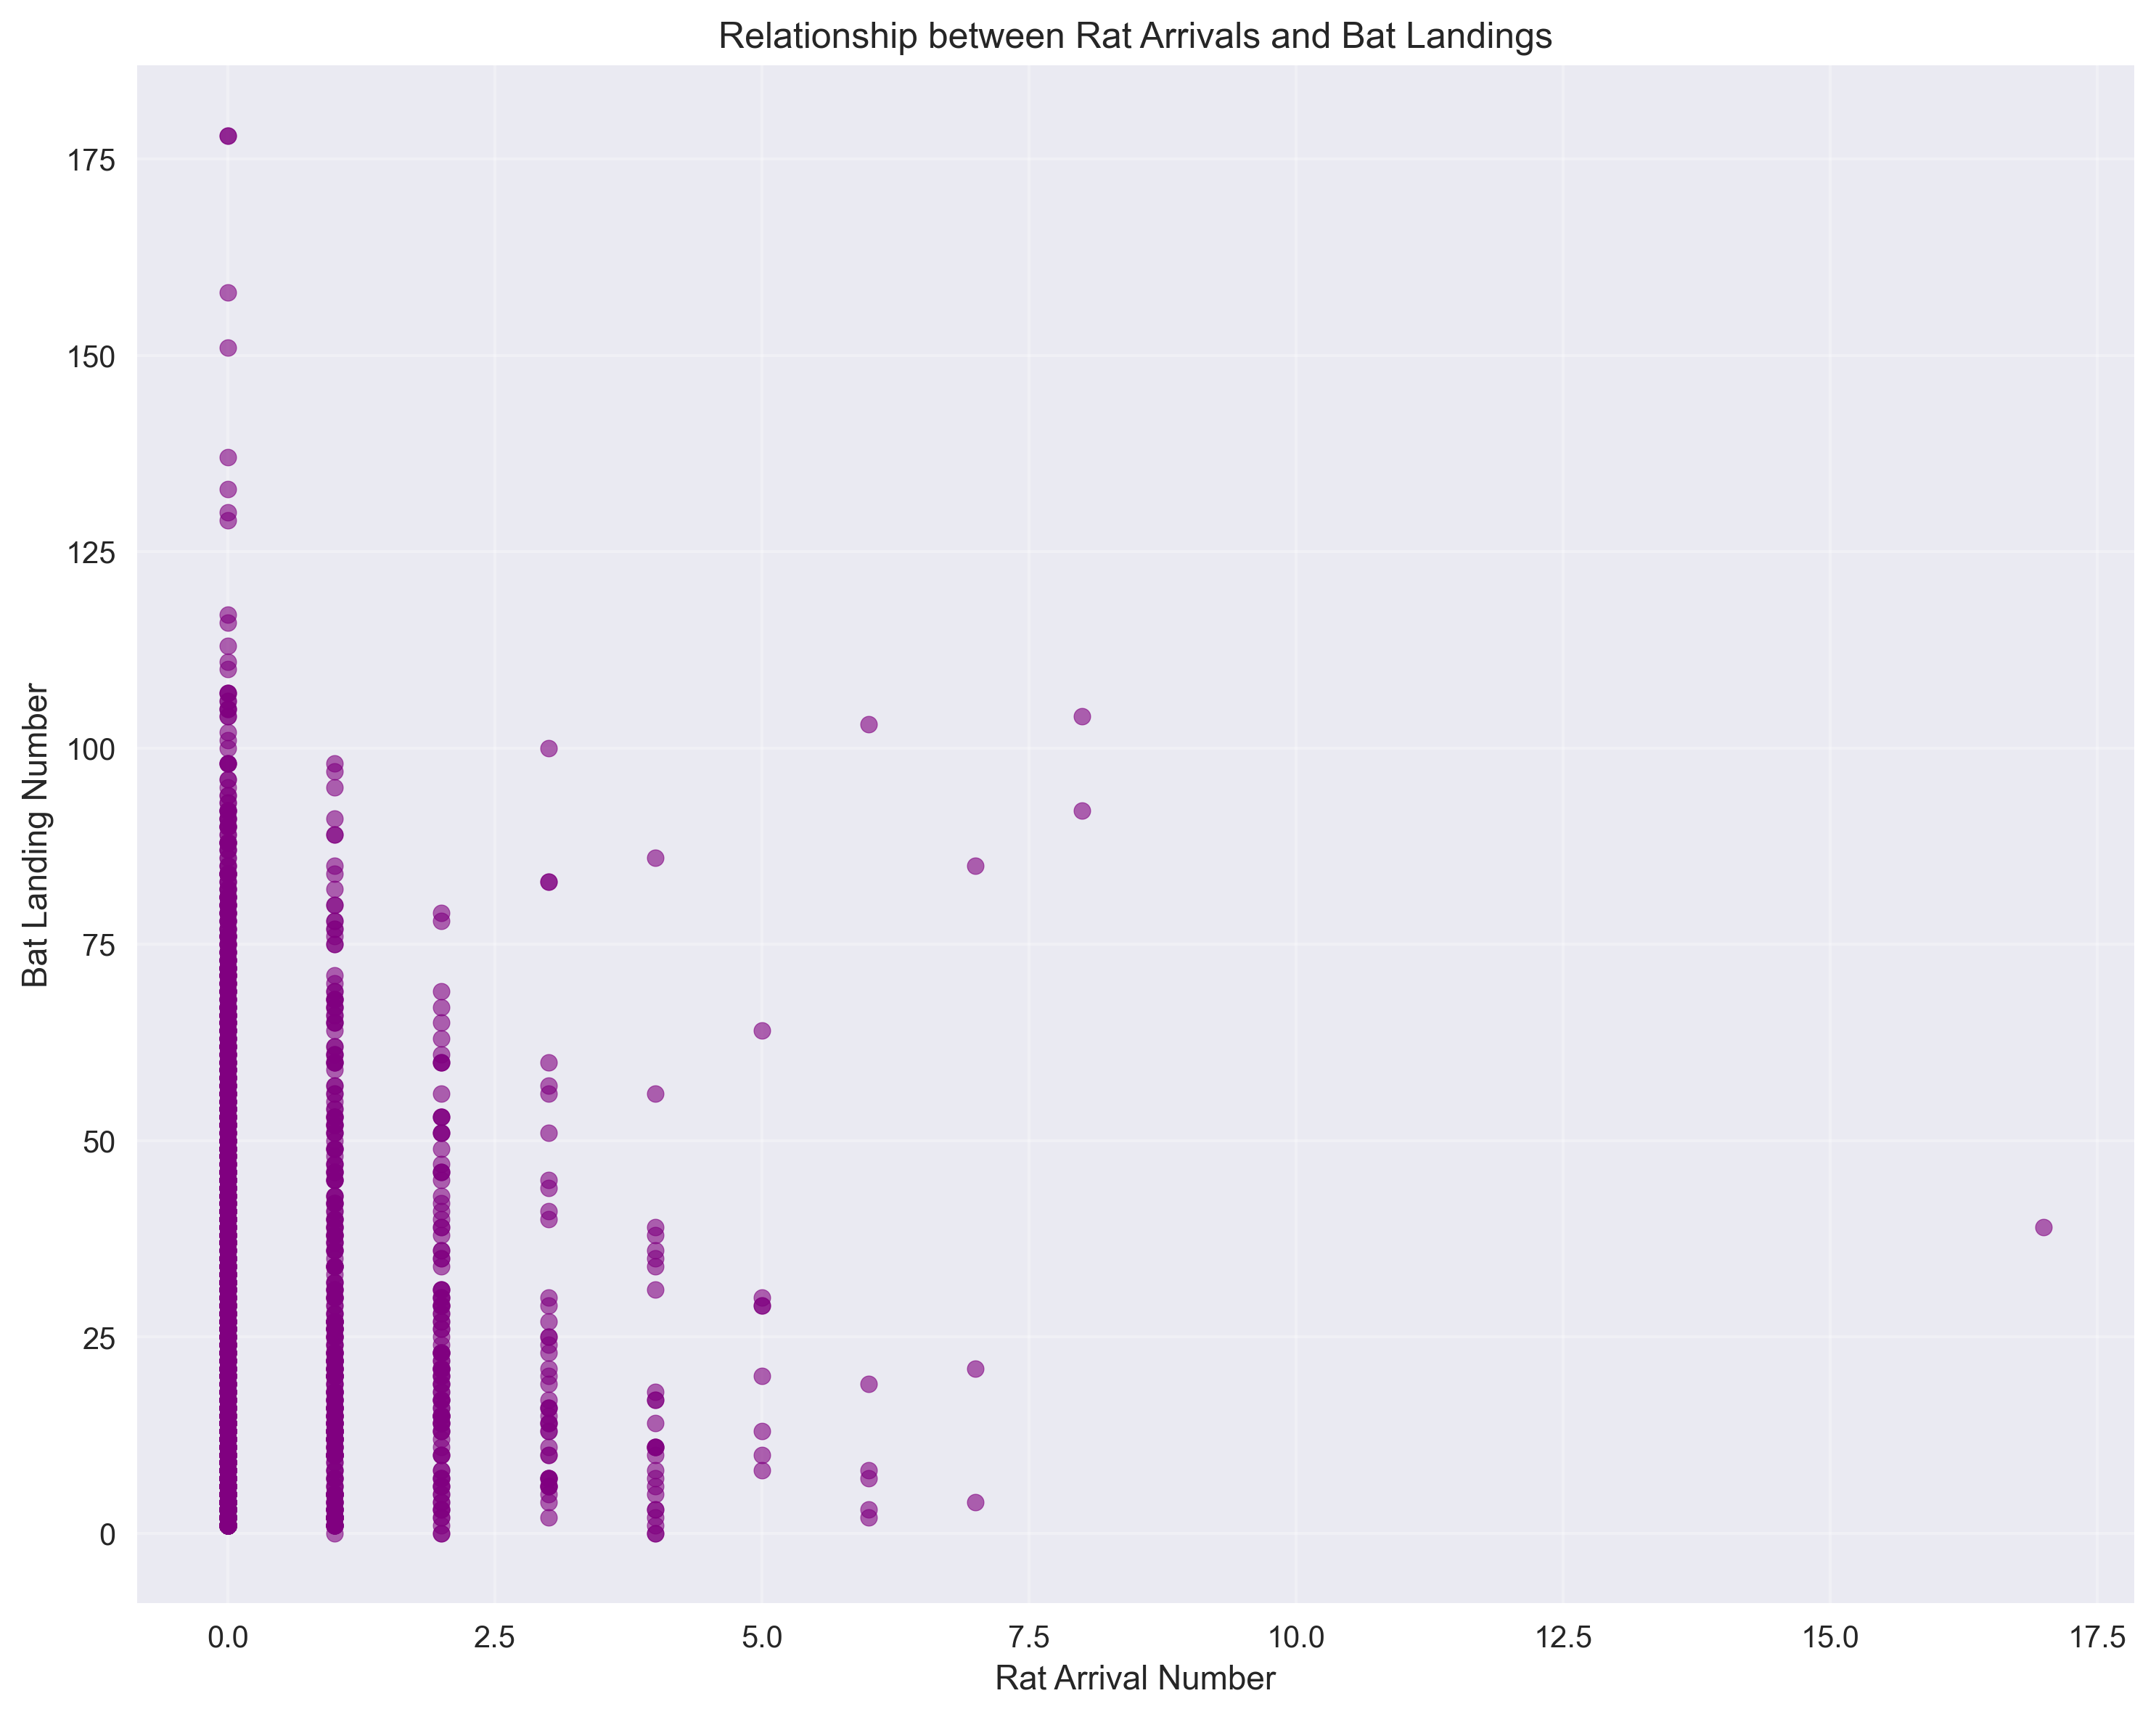 Relationship between Rat Arrivals and Bat Landings
175
150
125
100
75
50
25
0
Bat Landing Number
0.0 2.5 5.0 7.5 10.0 12.5 15.0 17.5
Rat Arrival Number